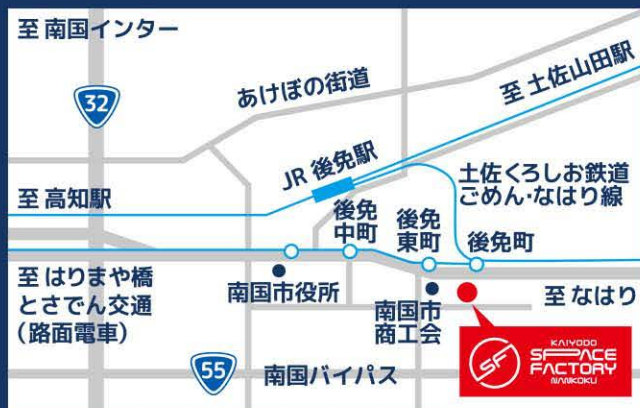 至 南国インター
32
あけぼの街道
至 土佐山田駅
JR 後免駅
至 高知駅
土佐くろしお鉄道
ごめん・なはり線
後免
中町
後免
東町
後免町
至 はりまや橋
とさでん交通
(路面電車)
南国市役所
南国市
商工会
至 なはり
55
南国バイパス
SF
KAIYODO
SPACE
FACTORY
NANKOKU